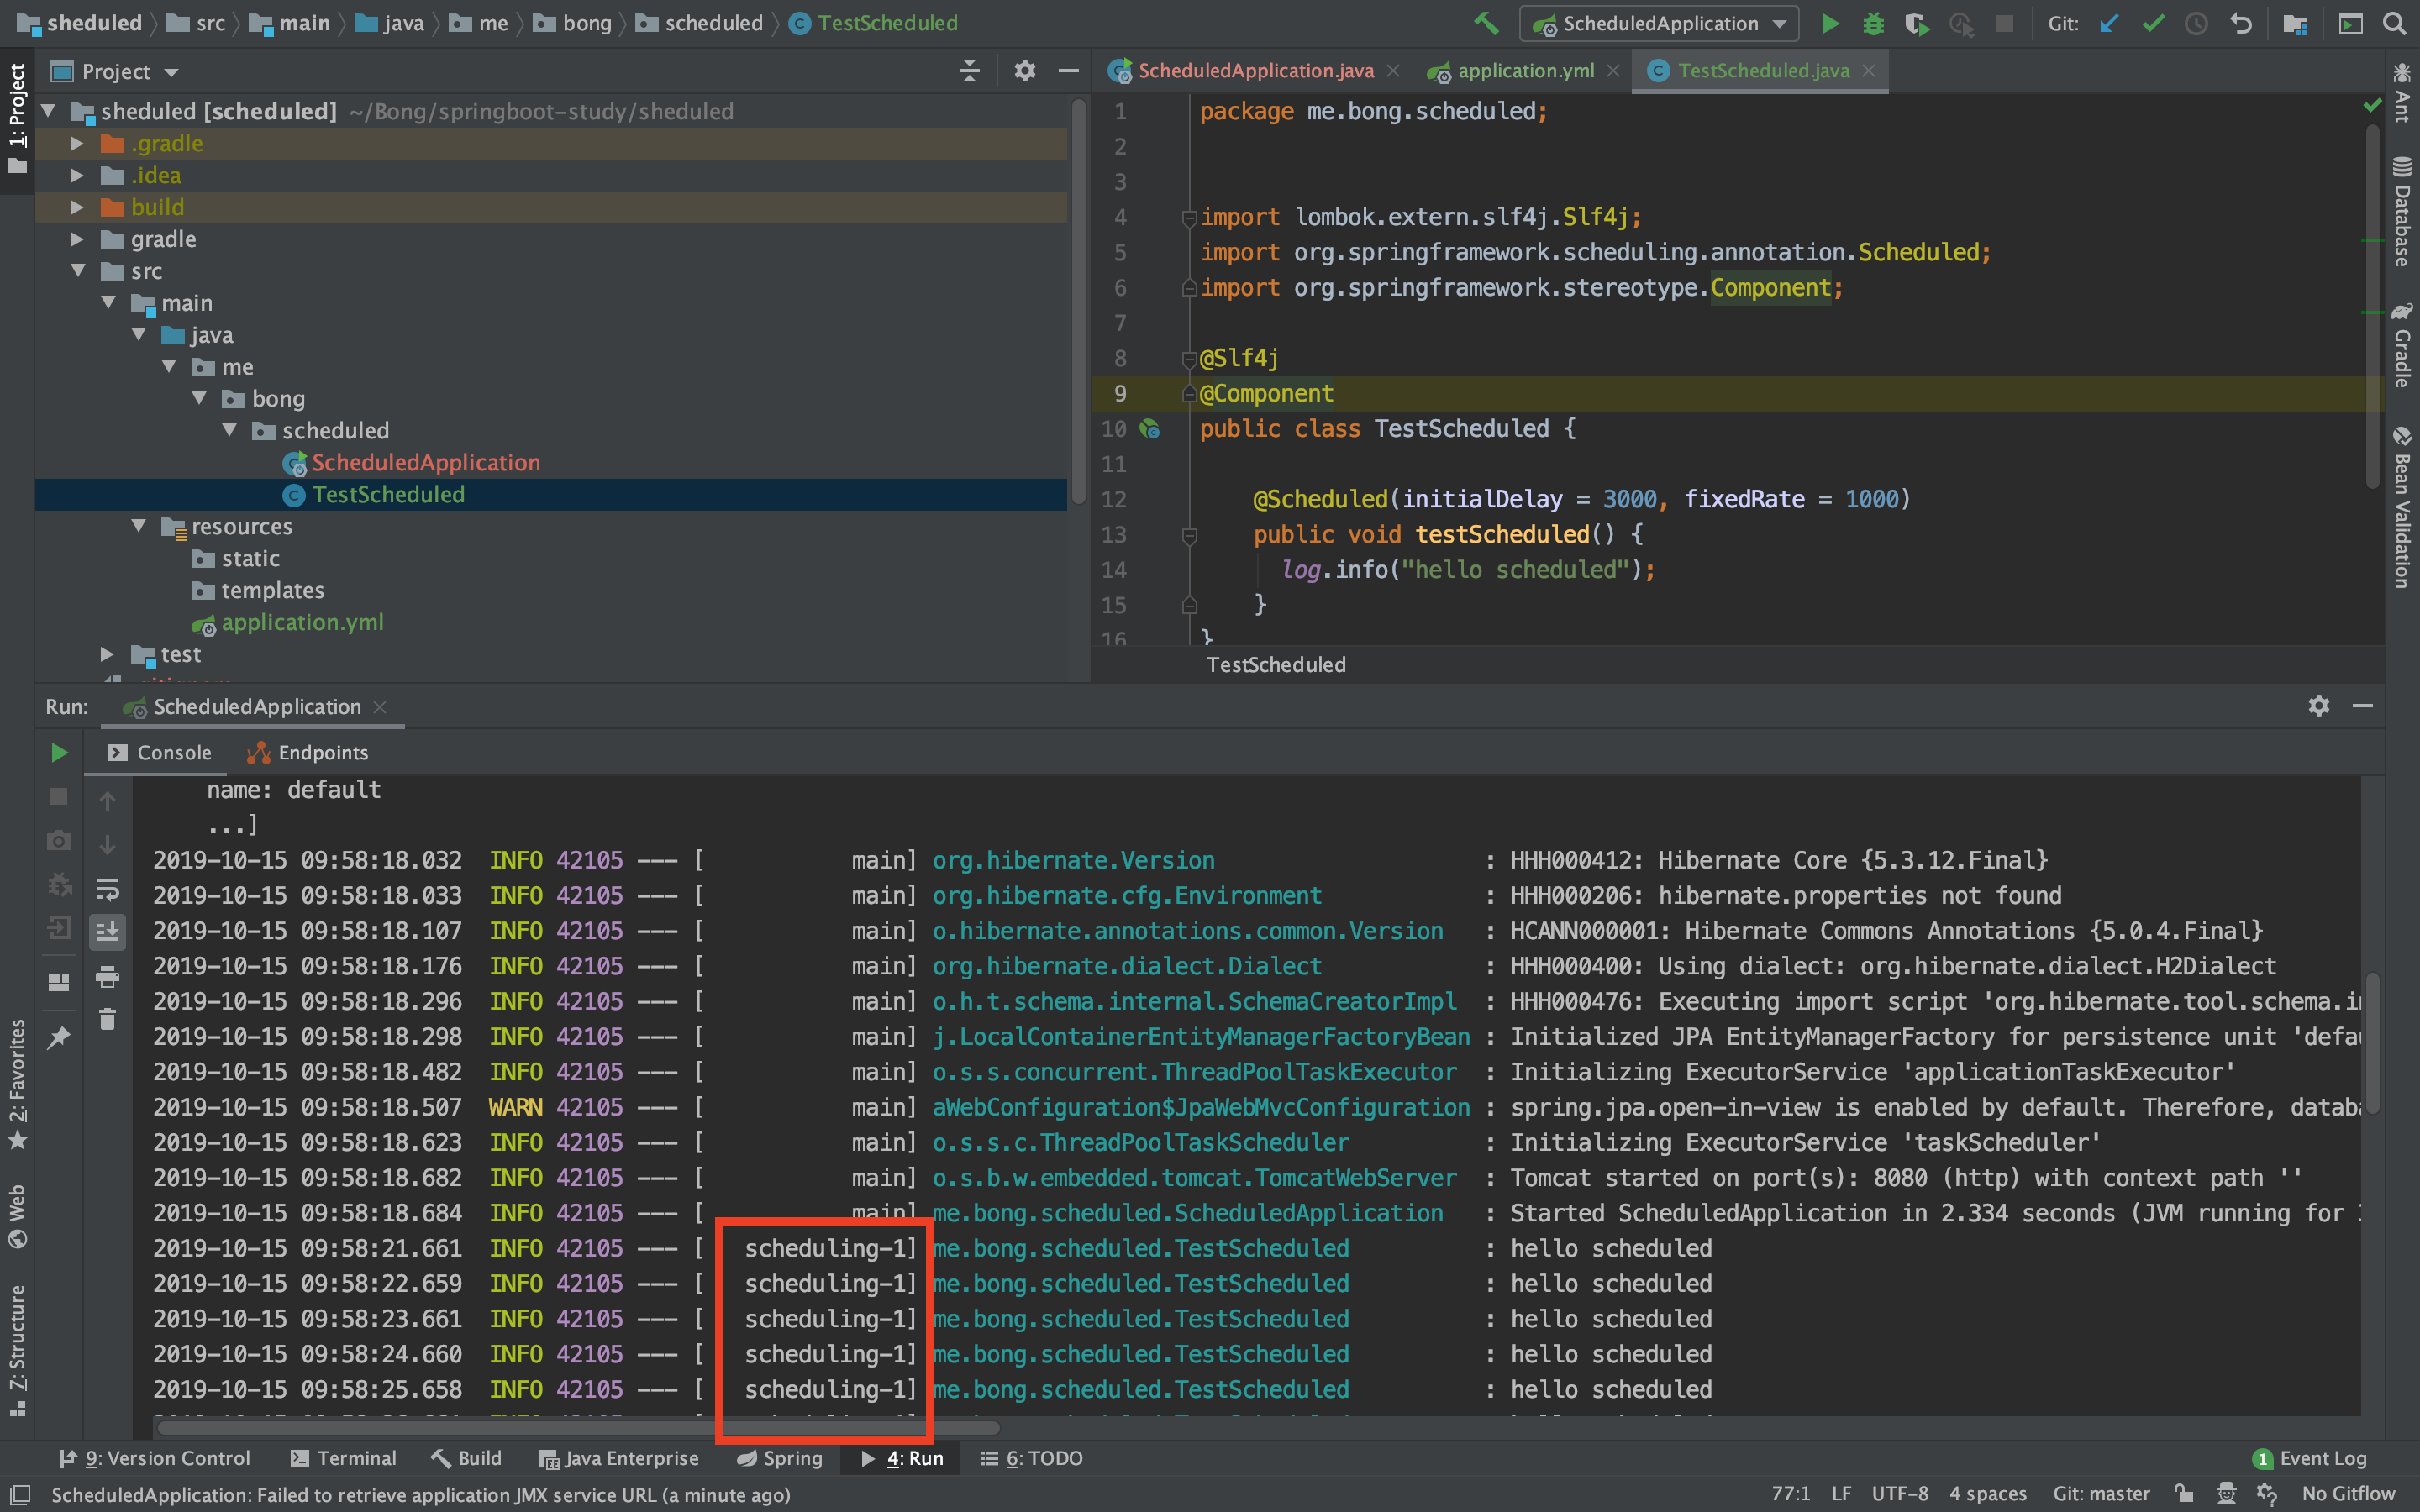 sheduled src main java me bong scheduled TestScheduled ScheduledApplication Git:
1: Project
Project
sheduled [scheduled] ~/Bong/springboot-study/sheduled
.gradle
.idea
build
gradle
src
main
java
me
bong
scheduled
ScheduledApplication
TestScheduled
resources
static
templates
application.yml
test
ScheduledApplication.java application.yml TestScheduled.java
1 package me.bong.scheduled;
2
3
4 import lombok.extern.slf4j.Slf4j;
5 import org.springframework.scheduling.annotation.Scheduled;
6 import org.springframework.stereotype.Component;
7
8 @Slf4j
9 @Component
10 public class TestScheduled {
11
12 @Scheduled(initialDelay = 3000, fixedRate = 1000)
13 public void testScheduled() {
14 log.info("hello scheduled");
15 }
16 }
TestScheduled
Ant
Database
Gradle
Bean Validation
Run: ScheduledApplication
Console Endpoints
name: default
...]
2019-10-15 09:58:18.032 INFO 42105 --- [ main] org.hibernate.Version : HHH000412: Hibernate Core {5.3.12.Final}
2019-10-15 09:58:18.033 INFO 42105 --- [ main] org.hibernate.cfg.Environment : HHH000206: hibernate.properties not found
2019-10-15 09:58:18.107 INFO 42105 --- [ main] o.hibernate.annotations.common.Version : HCANN000001: Hibernate Commons Annotations {5.0.4.Final}
2019-10-15 09:58:18.176 INFO 42105 --- [ main] org.hibernate.dialect.Dialect : HHH000400: Using dialect: org.hibernate.dialect.H2Dialect
2019-10-15 09:58:18.296 INFO 42105 --- [ main] o.h.t.schema.internal.SchemaCreatorImpl : HHH000476: Executing import script 'org.hibernate.tool.schema.i
2019-10-15 09:58:18.298 INFO 42105 --- [ main] j.LocalContainerEntityManagerFactoryBean : Initialized JPA EntityManagerFactory for persistence unit 'defa
2019-10-15 09:58:18.482 INFO 42105 --- [ main] o.s.s.concurrent.ThreadPoolTaskExecutor : Initializing ExecutorService 'applicationTaskExecutor'
2019-10-15 09:58:18.507 WARN 42105 --- [ main] aWebConfiguration$JpaWebMvcConfiguration : spring.jpa.open-in-view is enabled by default. Therefore, databa
2019-10-15 09:58:18.623 INFO 42105 --- [ main] o.s.s.c.ThreadPoolTaskScheduler : Initializing ExecutorService 'taskScheduler'
2019-10-15 09:58:18.682 INFO 42105 --- [ main] o.s.b.w.embedded.tomcat.TomcatWebServer : Tomcat started on port(s): 8080 (http) with context path ''
2019-10-15 09:58:18.684 INFO 42105 --- [ main] me.bong.scheduled.ScheduledApplication : Started ScheduledApplication in 2.334 seconds (JVM running for
2019-10-15 09:58:21.661 INFO 42105 --- [ scheduling-1] me.bong.scheduled.TestScheduled : hello scheduled
2019-10-15 09:58:22.659 INFO 42105 --- [ scheduling-1] me.bong.scheduled.TestScheduled : hello scheduled
2019-10-15 09:58:23.661 INFO 42105 --- [ scheduling-1] me.bong.scheduled.TestScheduled : hello scheduled
2019-10-15 09:58:24.660 INFO 42105 --- [ scheduling-1] me.bong.scheduled.TestScheduled : hello scheduled
2019-10-15 09:58:25.658 INFO 42105 --- [ scheduling-1] me.bong.scheduled.TestScheduled : hello scheduled
2: Favorites
Web
7: Structure
9: Version Control Terminal Build Java Enterprise Spring 4: Run 6: TODO 1 Event Log
ScheduledApplication: Failed to retrieve application JMX service URL (a minute ago) 77:1 LF UTF-8 4 spaces Git: master No Gitflow